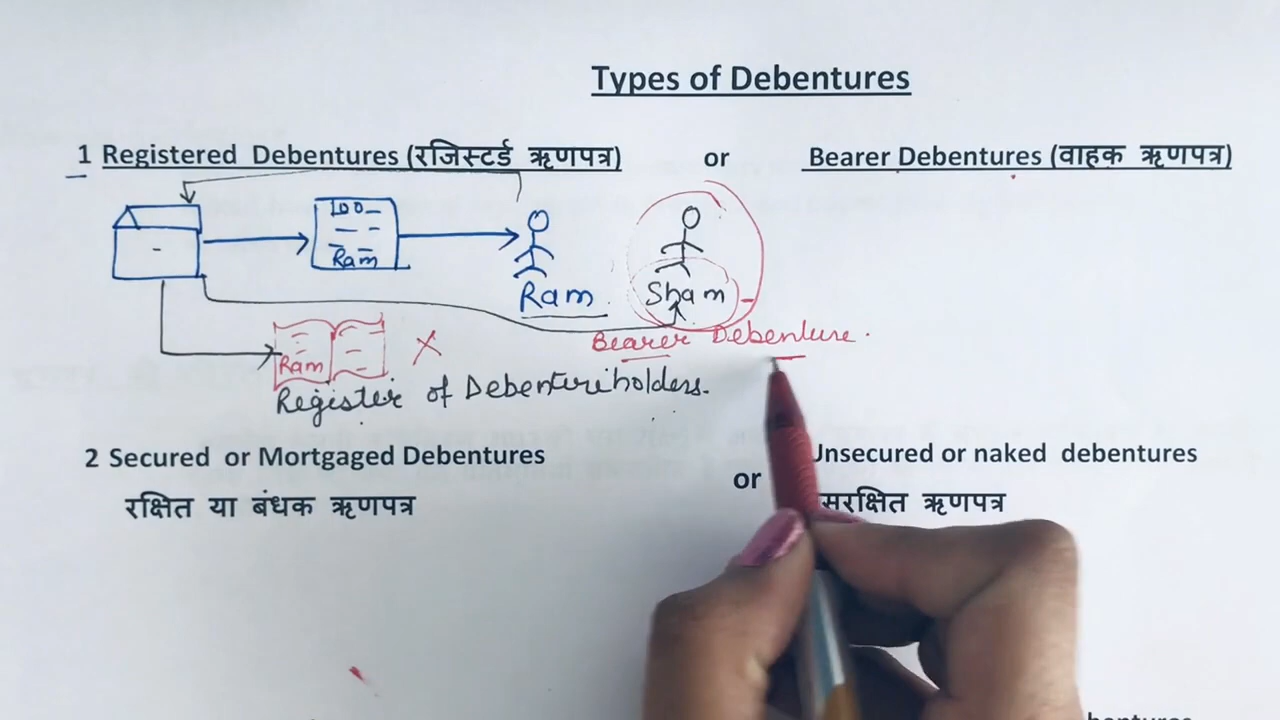 Types of Debentures
1 Registered Debentures (रजिस्टर्ड ऋणपत्र) or Bearer Debentures (वाहक ऋणपत्र)
100
Ram
Ram
Sham
Bearer Debenture.
Ram
Register of Debentureholders.
2 Secured or Mortgaged Debentures or Unsecured or naked debentures
रक्षित या बंधक ऋणपत्र ऋणपत्र